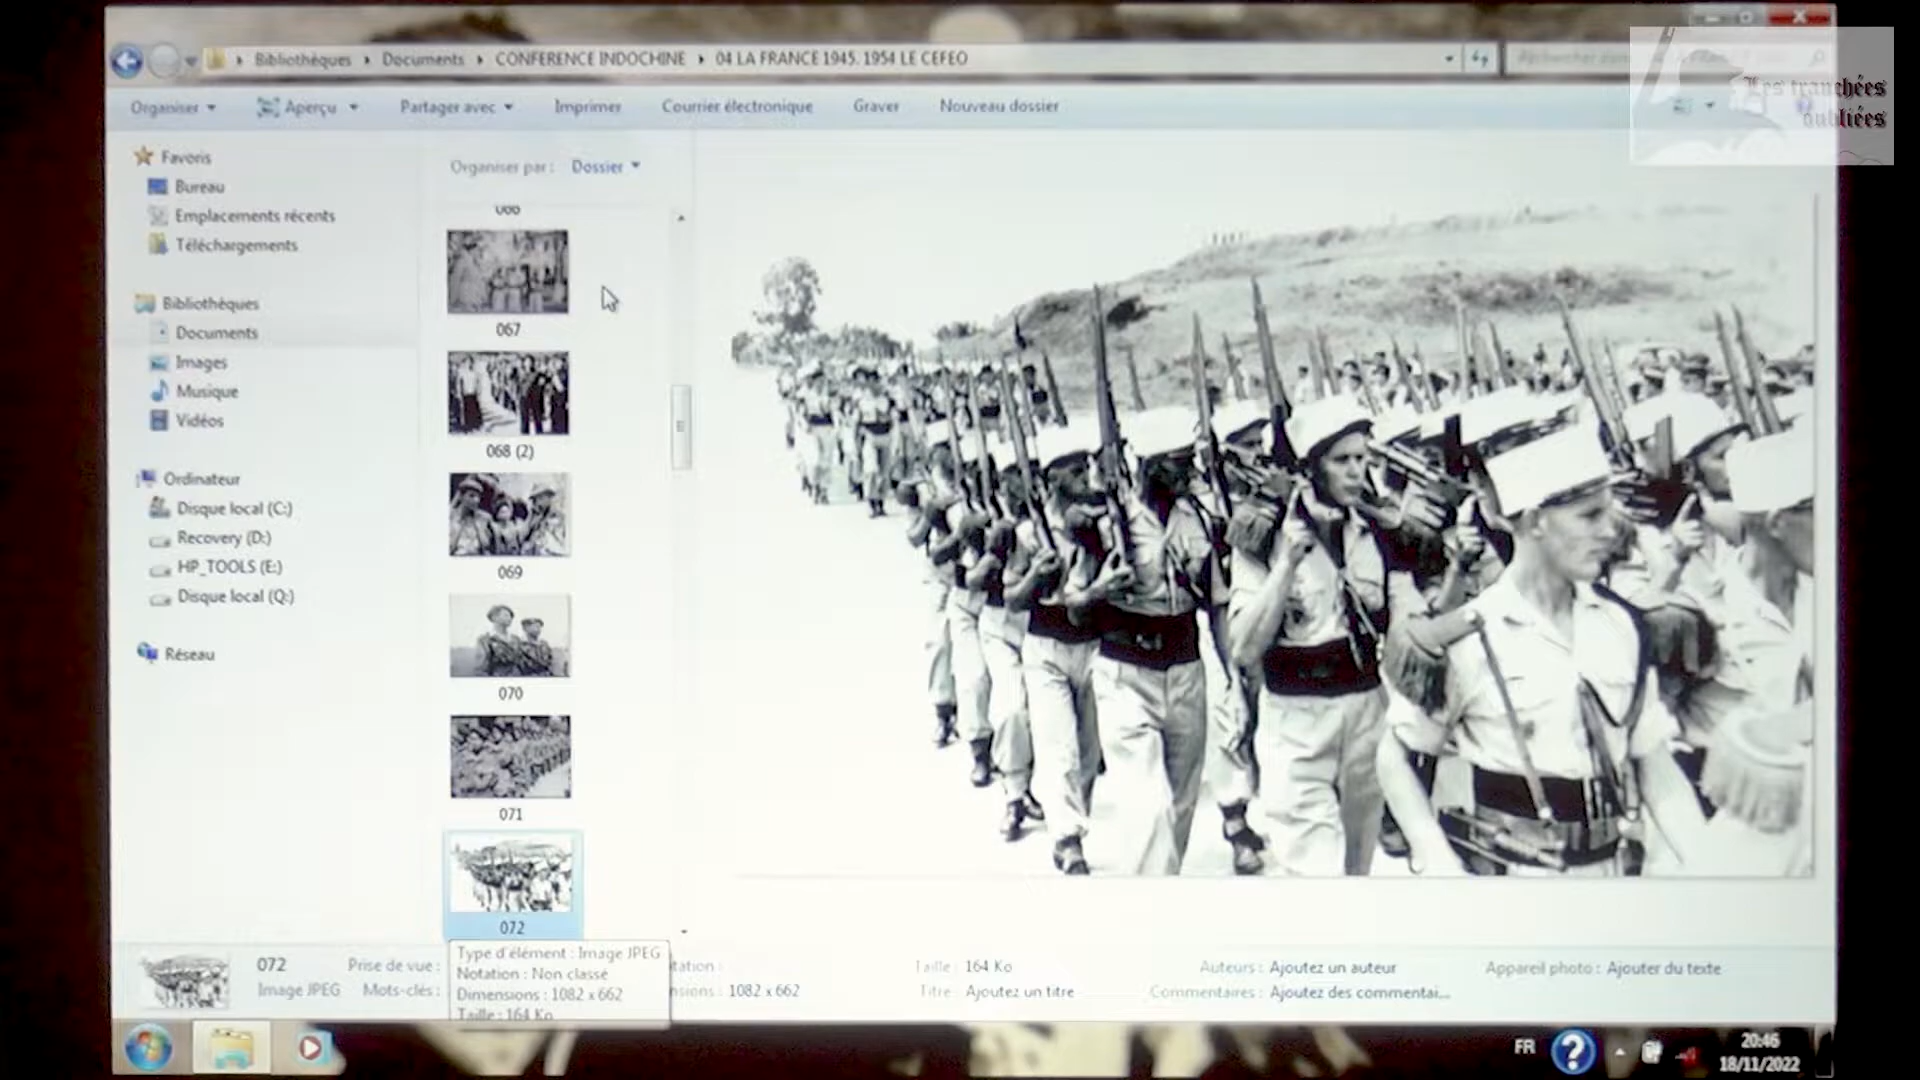 Bibliothèques
Documents
CONFERENCE INDOCHINE
04 LA FRANCE 1945. 1954 LE CEFEO
Les tranchées
oubliées
Organiser
Aperçu
Partager avec
Imprimer
Courrier électronique
Graver
Nouveau dossier
Favoris
Bureau
Emplacements récents
Téléchargements
Bibliothèques
Documents
Images
Musique
Vidéos
Ordinateur
Disque local (C:)
Recovery (D:)
HP_TOOLS (E:)
Disque local (Q:)
Réseau
Organiser par : Dossier
067
068 (2)
069
070
071
072
072
Image JPEG
Prise de vue :
Mots-clés :
Type d'élément : Image JPEG
Notation : Non classé
Dimensions : 1082 x 662
Taille : 164 Ko
1082 x 662
Taille : 164 Ko
Titre : Ajoutez un titre
Auteurs : Ajoutez un auteur
Commentaires : Ajoutez des commentai...
Appareil photo : Ajouter du texte
FR
20:46
18/11/2022